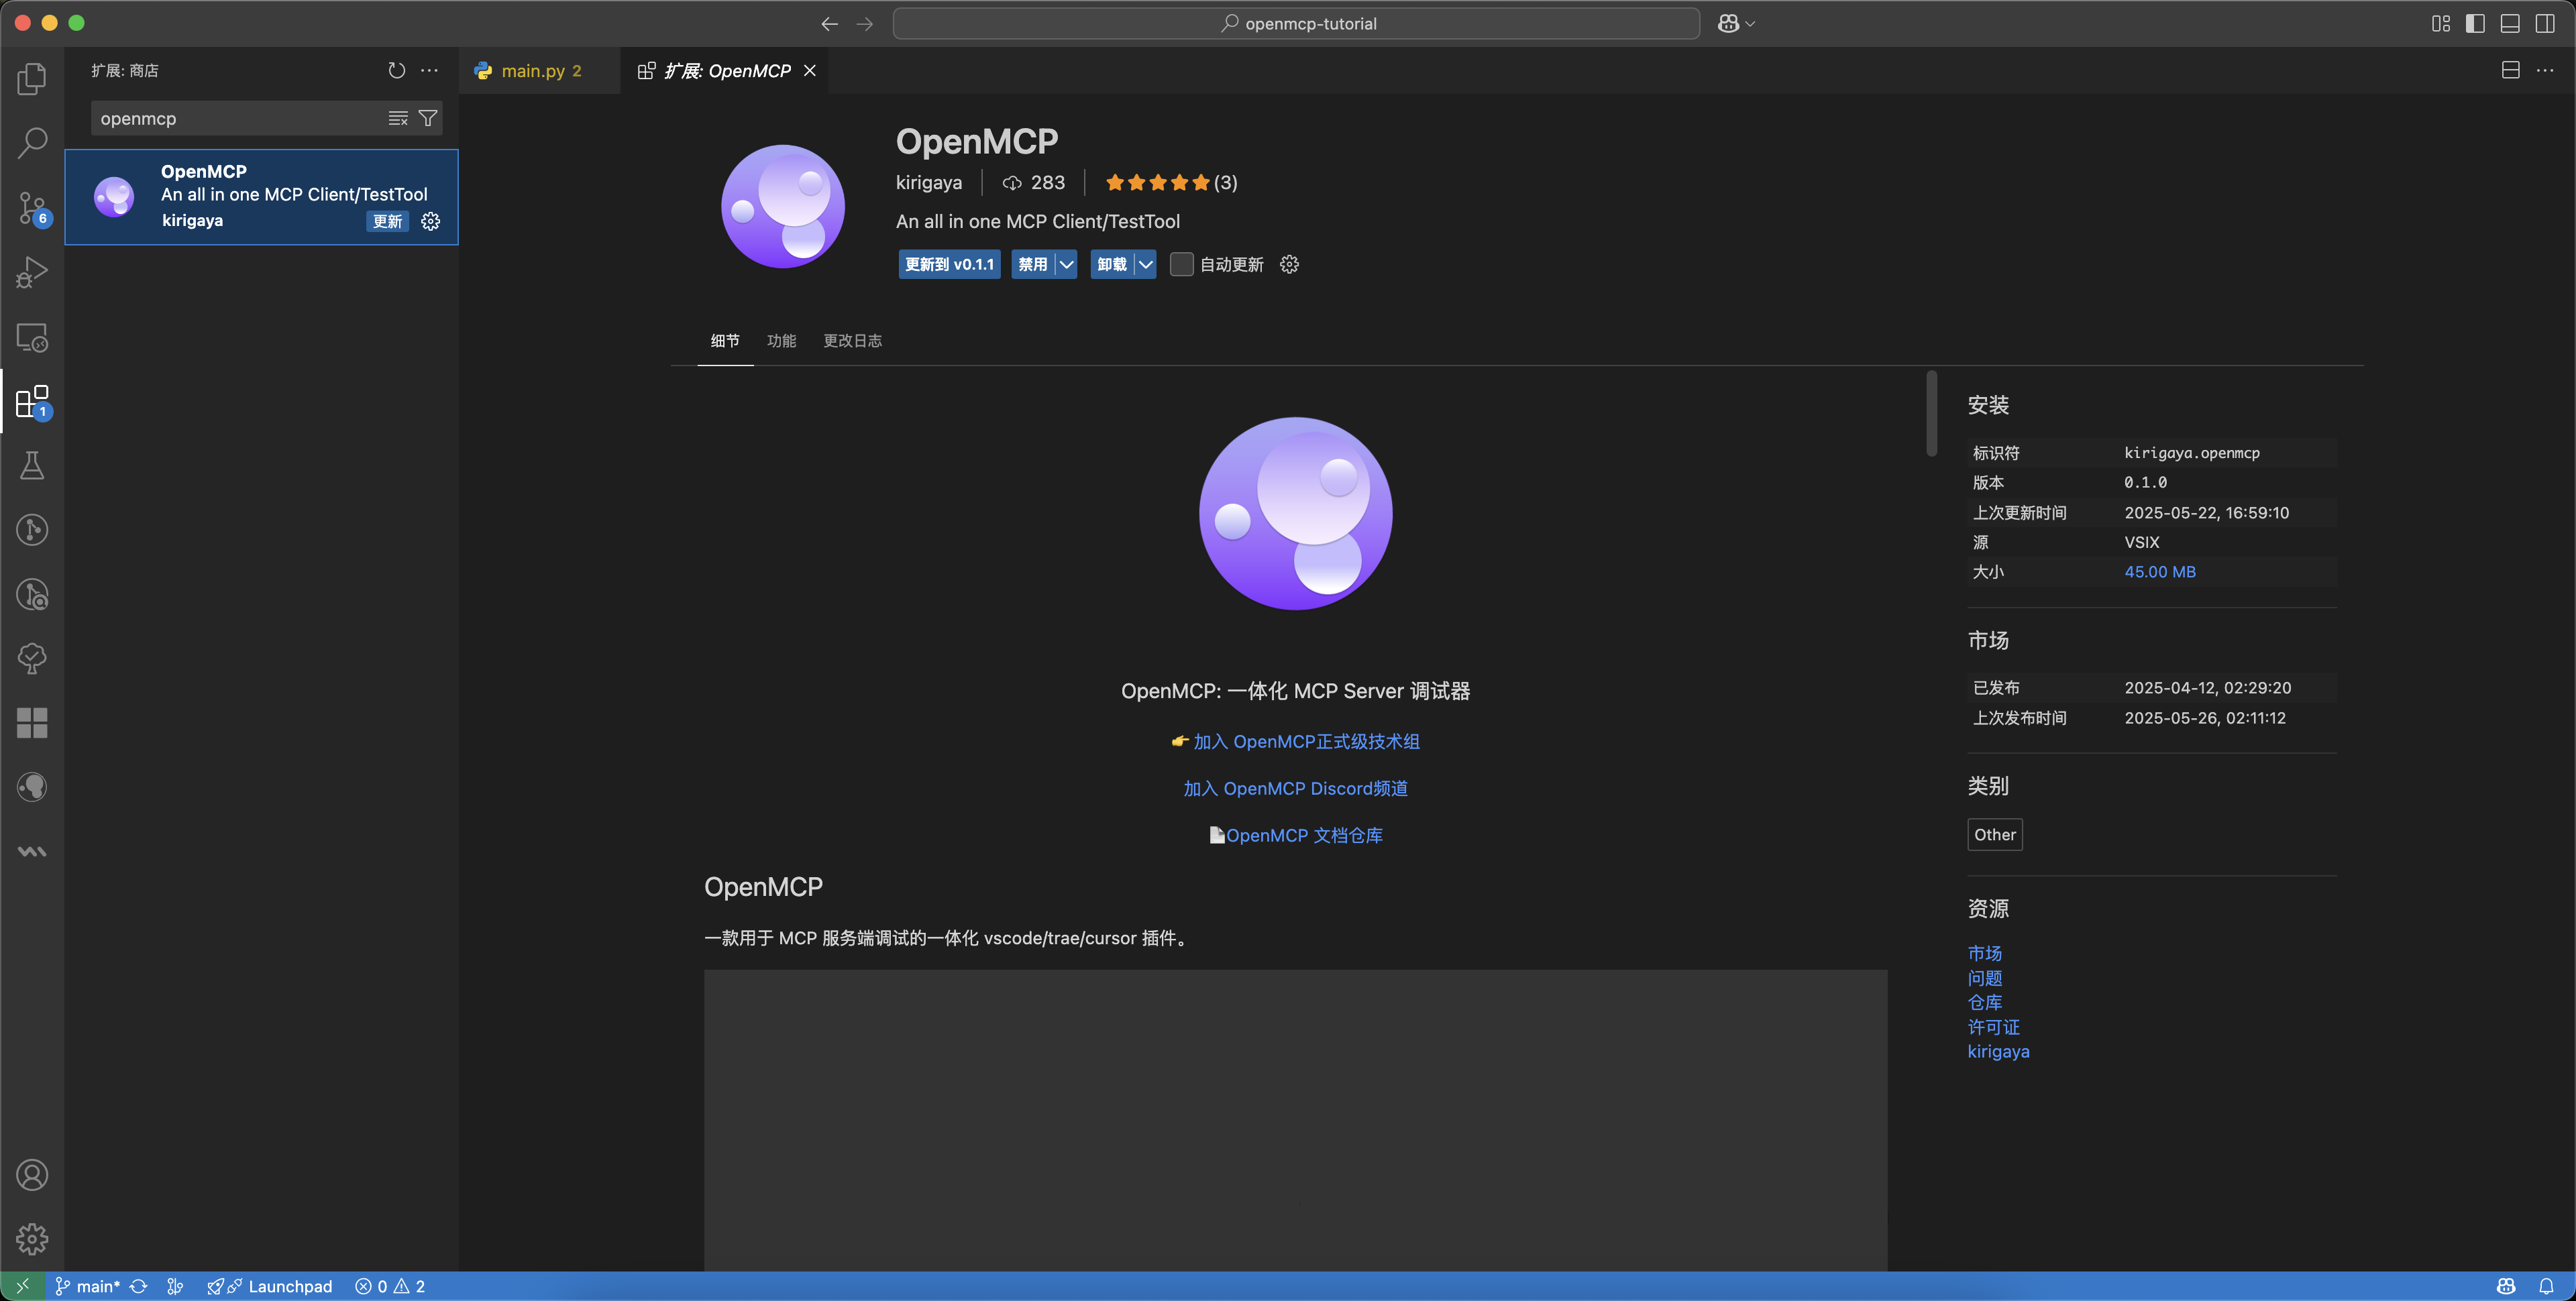 openmcp-tutorial
扩展: 商店
main.py 2
扩展: OpenMCP
openmcp
OpenMCP
An all in one MCP Client/TestTool
kirigaya
更新
6
1
OpenMCP
kirigaya
283
(3)
An all in one MCP Client/TestTool
更新到 v0.1.1
禁用
卸载
自动更新
细节
功能
更改日志
OpenMCP: 一体化 MCP Server 调试器
👉 加入 OpenMCP正式级技术组
加入 OpenMCP Discord频道
📄OpenMCP 文档仓库
OpenMCP
一款用于 MCP 服务端调试的一体化 vscode/trae/cursor 插件。
安装
标识符 kirigaya.openmcp
版本 0.1.0
上次更新时间 2025-05-22, 16:59:10
源 VSIX
大小 45.00 MB
市场
已发布 2025-04-12, 02:29:20
上次发布时间 2025-05-26, 02:11:12
类别
Other
资源
市场
问题
仓库
许可证
kirigaya
main*
Launchpad
0
2